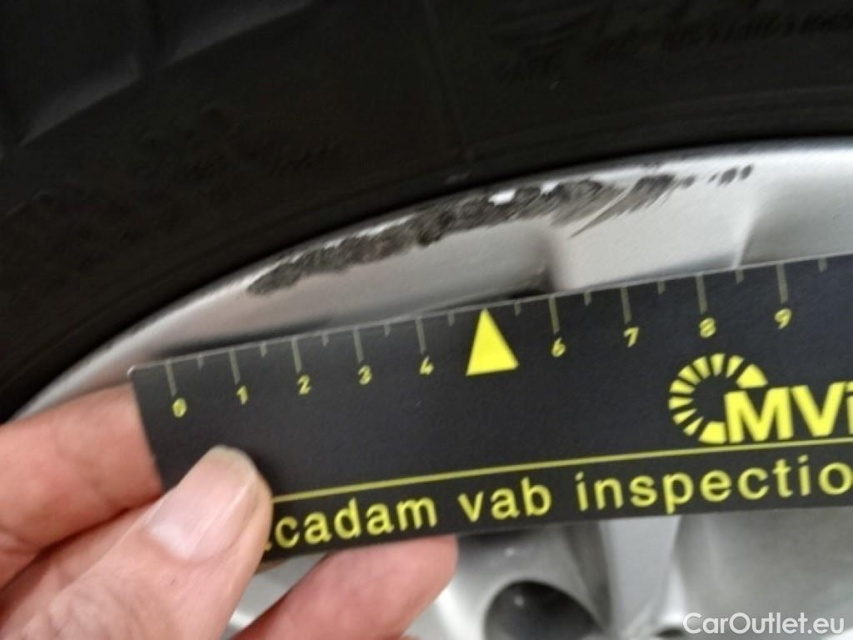 0 1 2 3 4 6 7 8 9
MVi
cadam vab inspectio
CarOutlet.eu